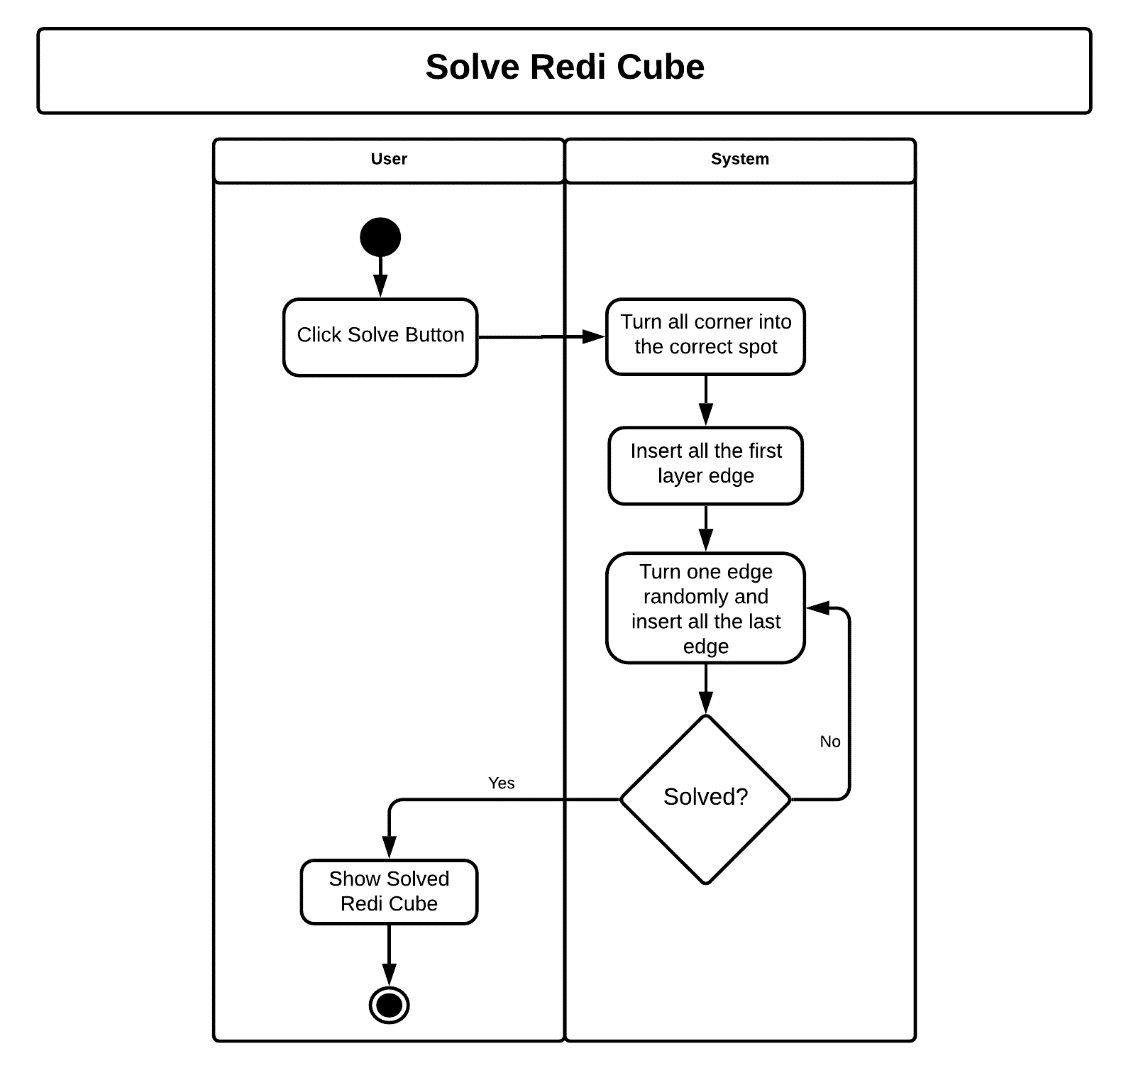 Solve Redi Cube
User
System
Click Solve Button
Turn all corner into
the correct spot
Insert all the first
layer edge
Turn one edge
randomly and
insert all the last
edge
No
Solved?
Yes
Show Solved
Redi Cube